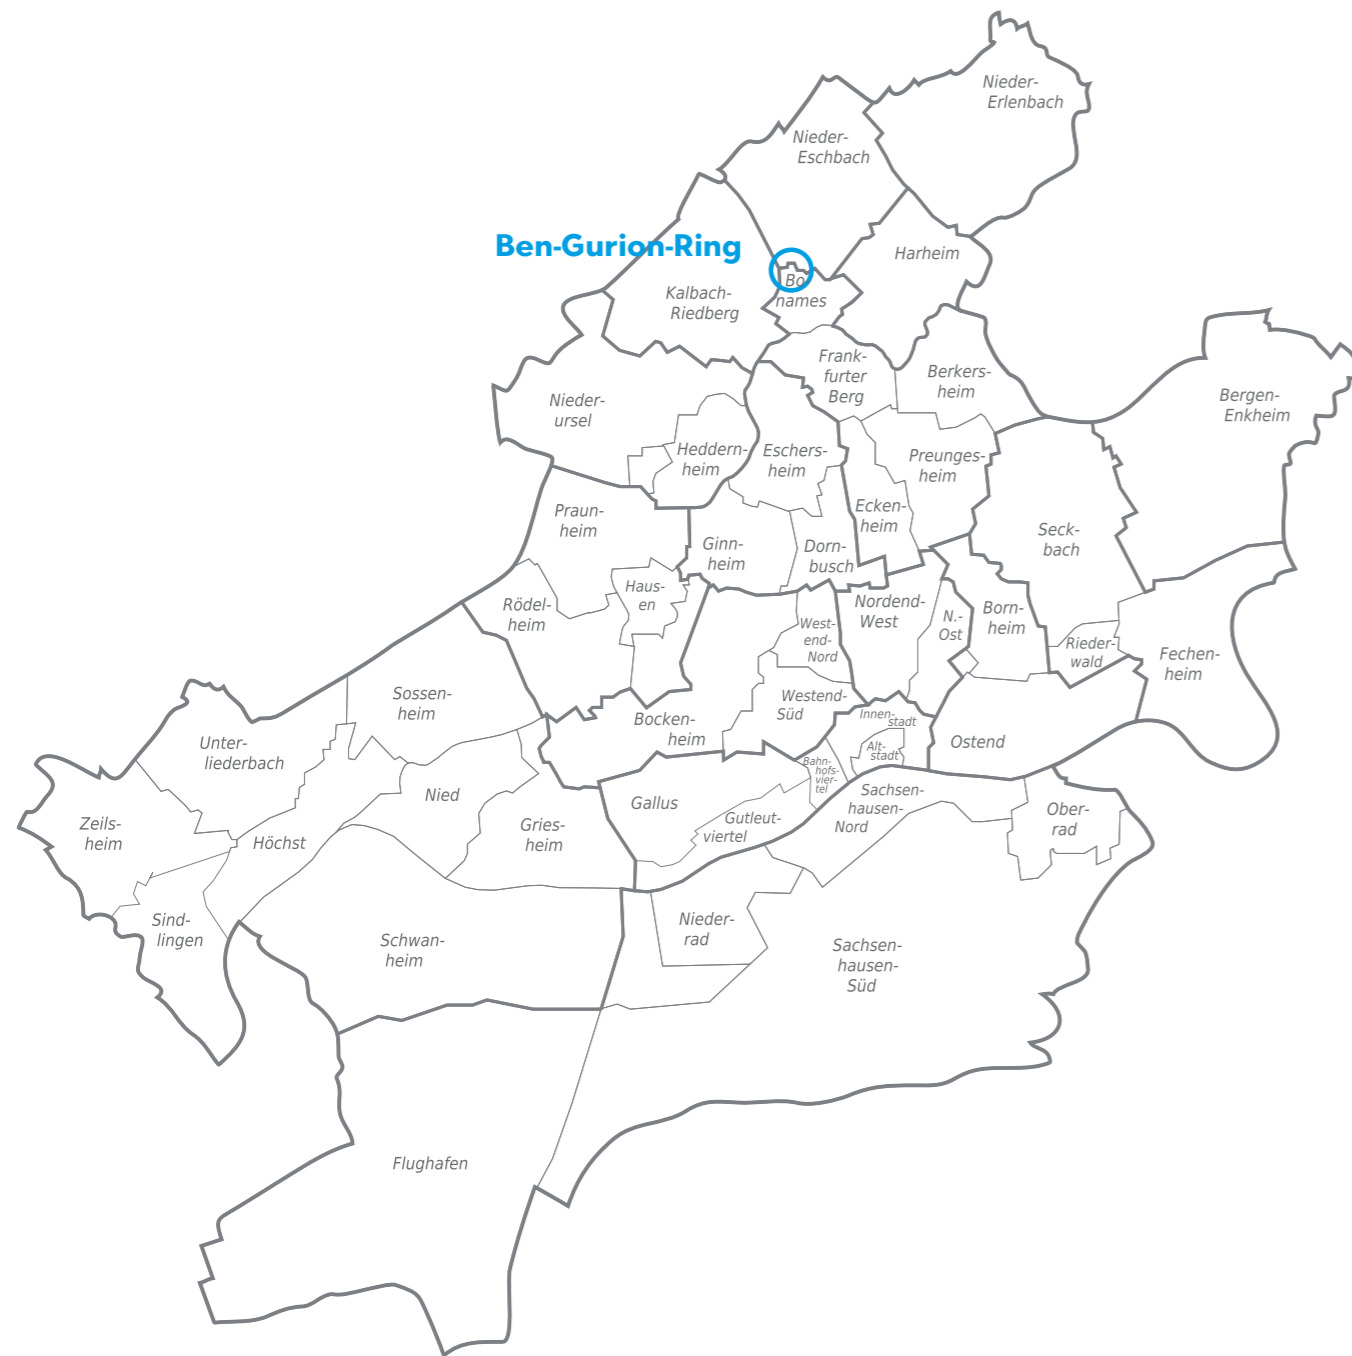 Nieder-
Erlenbach
Nieder-
Eschbach
Ben-Gurion-Ring
Harheim
Bo
names
Kalbach-
Riedberg
Frank-
furter
Berg
Berkers-
heim
Bergen-
Enkheim
Nieder-
ursel
Heddern-
heim
Eschers-
heim
Preunges-
heim
Ecken-
heim
Seck-
bach
Praun-
heim
Ginn-
heim
Dorn-
busch
Haus-
en
Rödel-
heim
Nordend-
West
N.-
Ost
Born-
heim
West-
end-
Nord
Rieder-
wald
Fechen-
heim
Sossen-
heim
Westend-
Süd
Bocken-
heim
Innen-
stadt
Alt-
stadt
Ostend
Unter-
liederbach
Bahn-
hofs-
vier-
tel
Nied
Gallus
Sachsen-
hausen-
Nord
Ober-
rad
Gutleut-
viertel
Zeils-
heim
Höchst
Gries-
heim
Sind-
lingen
Nieder-
rad
Schwan-
heim
Sachsen-
hausen-
Süd
Flughafen